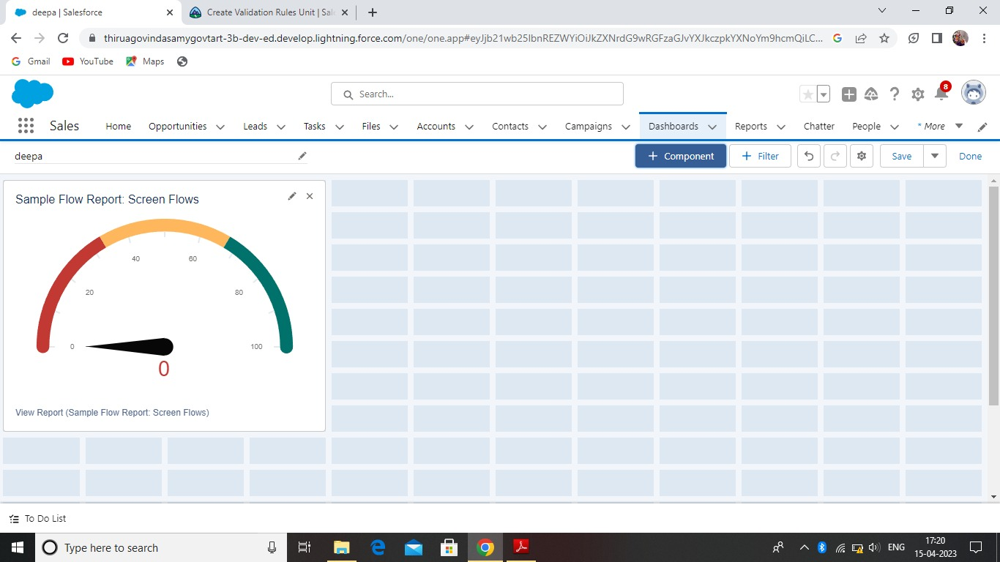 deepa | Salesforce
Create Validation Rules Unit | Sal
thiruagovindasamygovtart-3b-dev-ed.develop.lightning.force.com/one/one.app#eyJjb21wb25lbnREZWYiOiJkZXNrdG9wRGFzaGJvYXJkczpkYXNoYm9hcmQiLC...
Gmail YouTube Maps
Search...
8
Sales Home Opportunities Leads Tasks Files Accounts Contacts Campaigns Dashboards Reports Chatter People * More
deepa
+ Component + Filter Save Done
Sample Flow Report: Screen Flows
40 60
20 80
0 100
0
View Report (Sample Flow Report: Screen Flows)
To Do List
Type here to search
ENG
17:20
15-04-2023